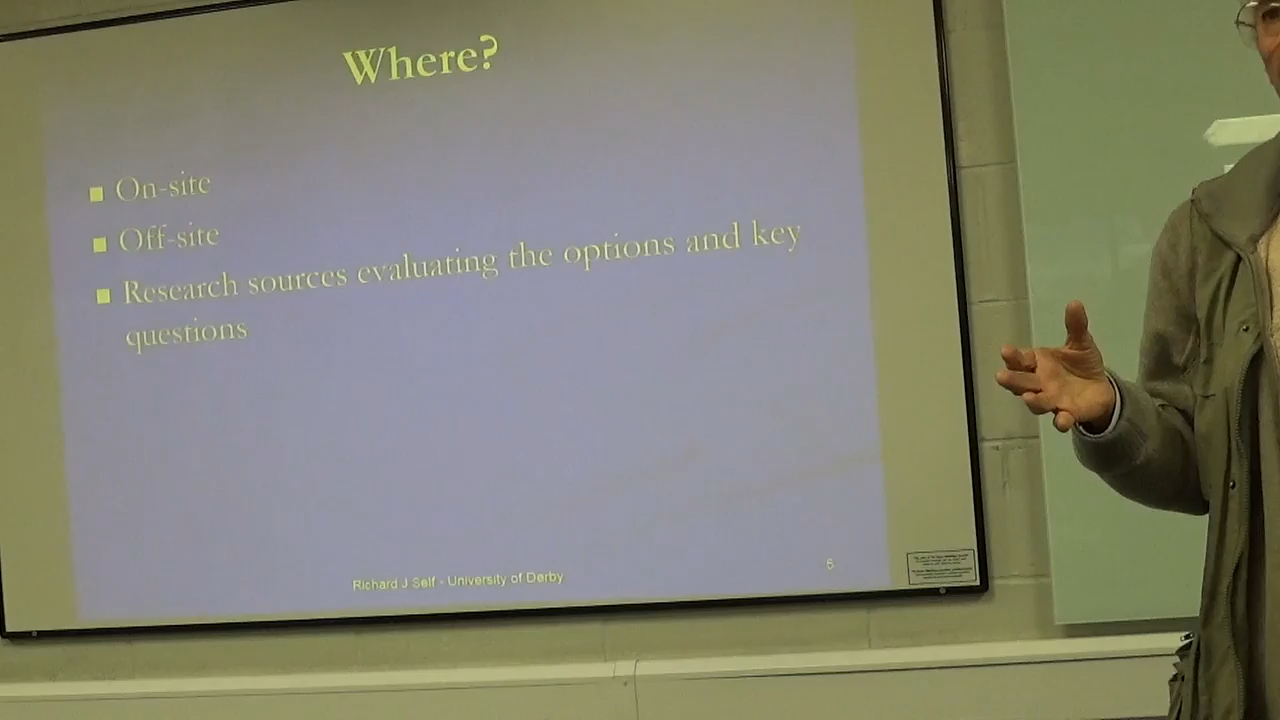 Where?
On-site
Off-site
Research sources evaluating the options and key
questions
Richard J Self - University of Derby
5